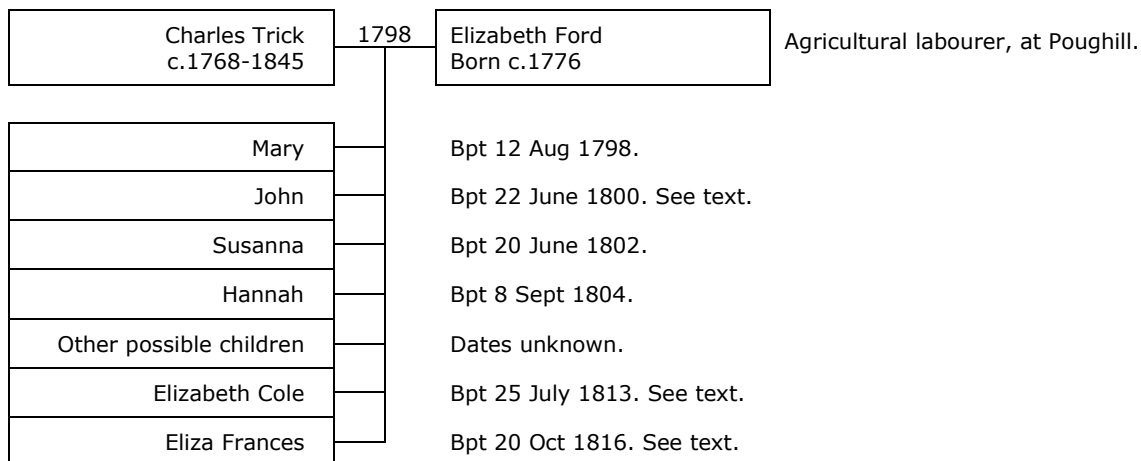 Charles Trick
c.1768-1845
1798
Elizabeth Ford
Born c.1776
Agricultural labourer, at Poughill.
Mary
Bpt 12 Aug 1798.
John
Bpt 22 June 1800. See text.
Susanna
Bpt 20 June 1802.
Hannah
Bpt 8 Sept 1804.
Other possible children
Dates unknown.
Elizabeth Cole
Bpt 25 July 1813. See text.
Eliza Frances
Bpt 20 Oct 1816. See text.